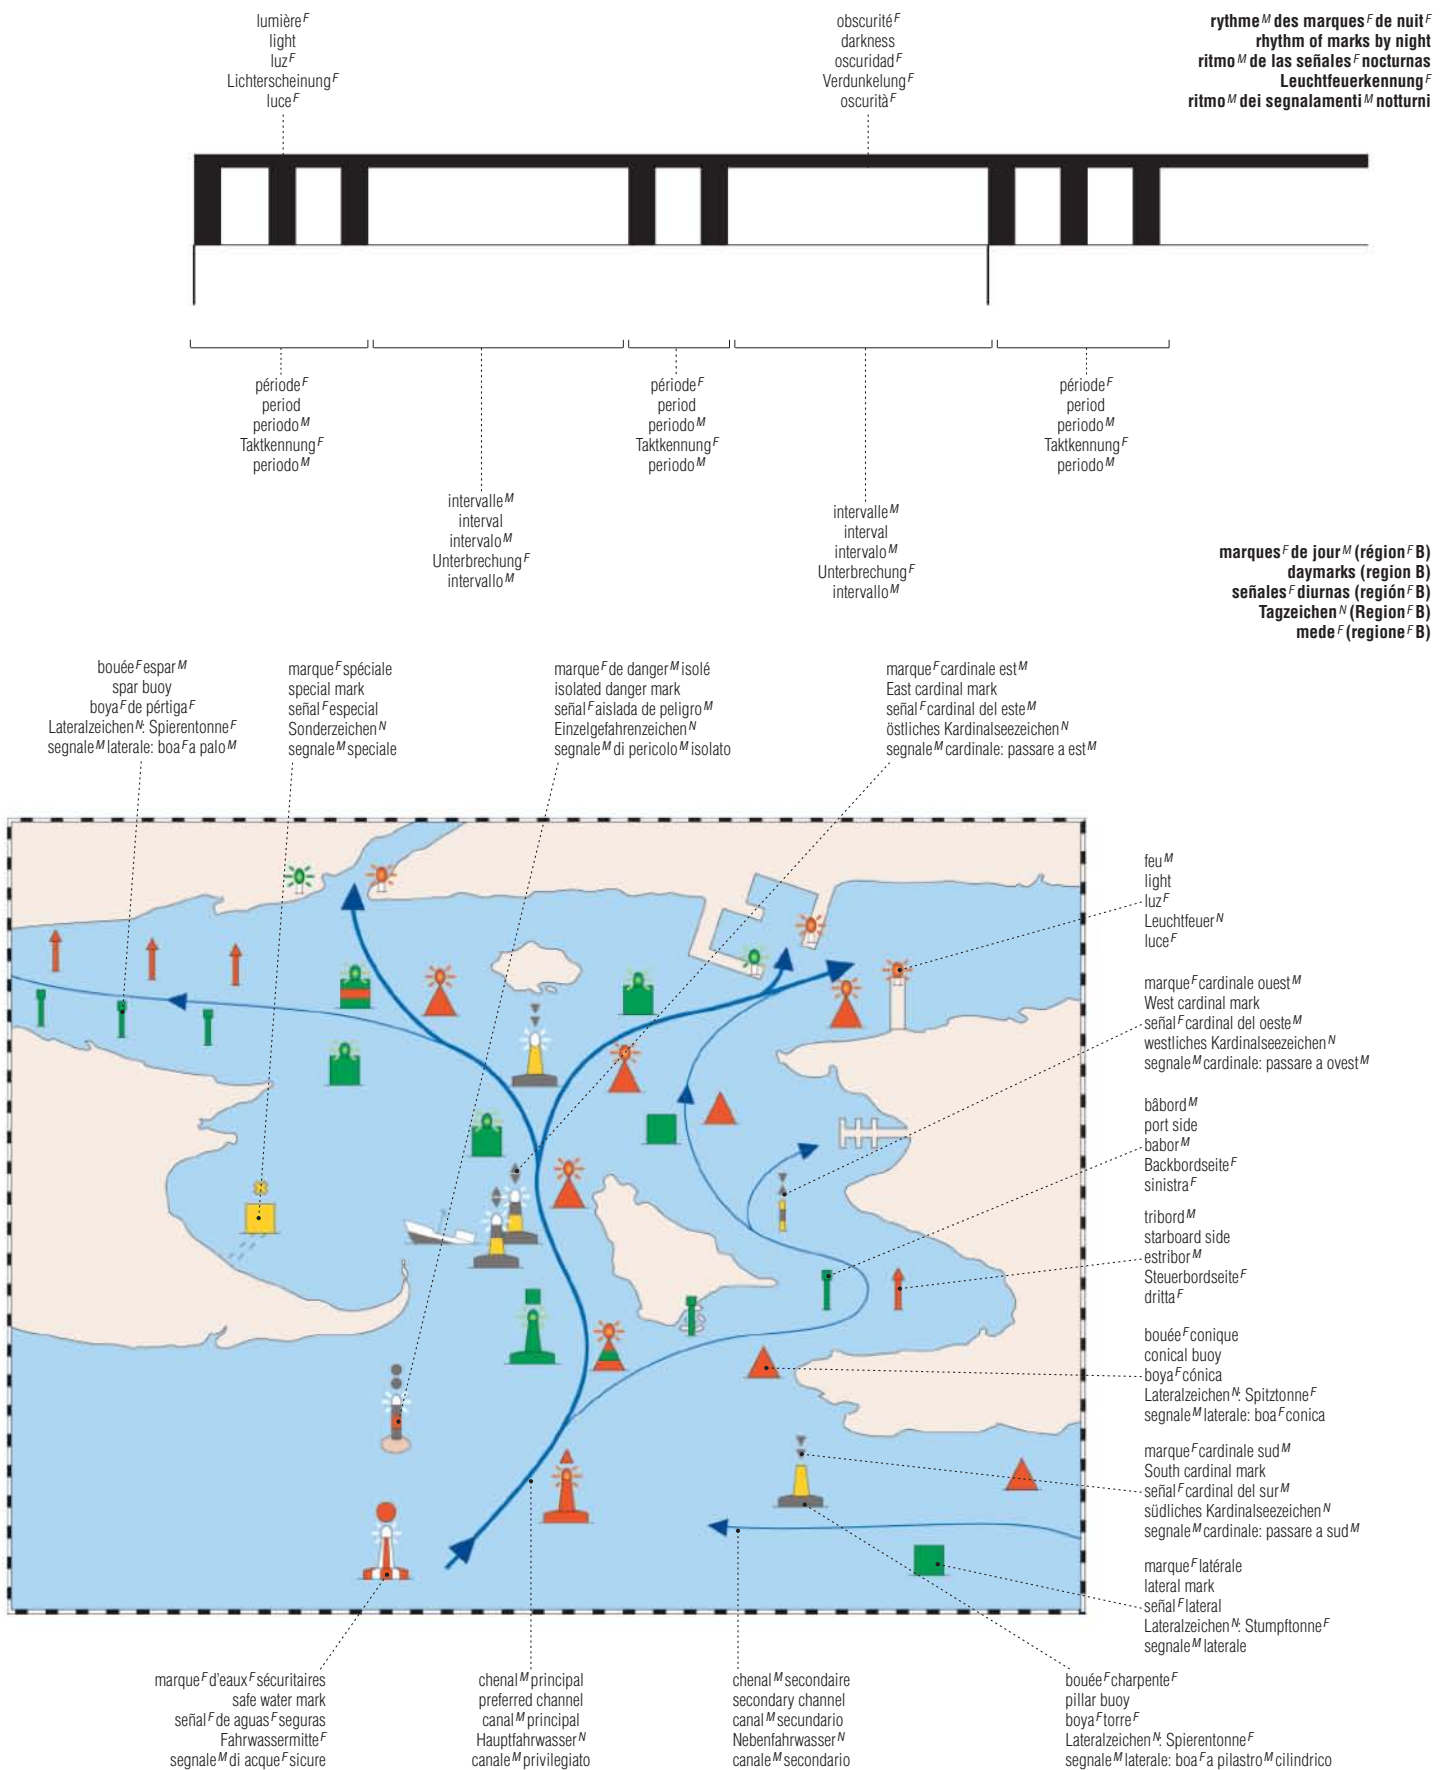 lumière F
light
luz F
Lichterscheinung F
luce F
obscurité F
darkness
oscuridad F
Verdunkelung F
oscurità F
rythme M des marques F de nuit F
rhythm of marks by night
ritmo M de las señales F nocturnas
Leuchtfeuerkennung F
ritmo M dei segnalamenti M notturni
période F
period
periodo M
Taktkennung F
periodo M
période F
period
periodo M
Taktkennung F
periodo M
période F
period
periodo M
Taktkennung F
periodo M
intervalle M
interval
intervalo M
Unterbrechung F
intervallo M
intervalle M
interval
intervalo M
Unterbrechung F
intervallo M
marques F de jour M (région F B)
daymarks (region B)
señales F diurnas (región F B)
Tagzeichen N (Region F B)
mede F (regione F B)
bouée F espar M
spar buoy
boya F de pértiga F
Lateralzeichen N: Spierentonne F
segnale M laterale: boa F a palo M
marque F spéciale
special mark
señal F especial
Sonderzeichen N
segnale M speciale
marque F de danger M isolé
isolated danger mark
señal F aislada de peligro M
Einzelgefahrenzeichen N
segnale M di pericolo M isolato
marque F cardinale est M
East cardinal mark
señal F cardinal del este M
östliches Kardinalseezeichen N
segnale M cardinale: passare a est M
feu M
light
luz F
Leuchtfeuer N
luce F
marque F cardinale ouest M
West cardinal mark
señal F cardinal del oeste M
westliches Kardinalseezeichen N
segnale M cardinale: passare a ovest M
bâbord M
port side
babor M
Backbordseite F
sinistra F
tribord M
starboard side
estribor M
Steuerbordseite F
dritta F
bouée F conique
conical buoy
boya F cónica
Lateralzeichen N: Spitztonne F
segnale M laterale: boa F conica
marque F cardinale sud M
South cardinal mark
señal F cardinal del sur M
südliches Kardinalseezeichen N
segnale M cardinale: passare a sud M
marque F latérale
lateral mark
señal F lateral
Lateralzeichen N: Stumpftonne F
segnale M laterale
marque F d'eaux F sécuritaires
safe water mark
señal F de aguas F seguras
Fahrwassermitte F
segnale M di acque F sicure
chenal M principal
preferred channel
canal M principal
Hauptfahrwasser N
canale M privilegiato
chenal M secondaire
secondary channel
canal M secundario
Nebenfahrwasser N
canale M secondario
bouée F charpente F
pillar buoy
boya F torre F
Lateralzeichen N: Spierentonne F
segnale M laterale: boa F a pilastro M cilindrico